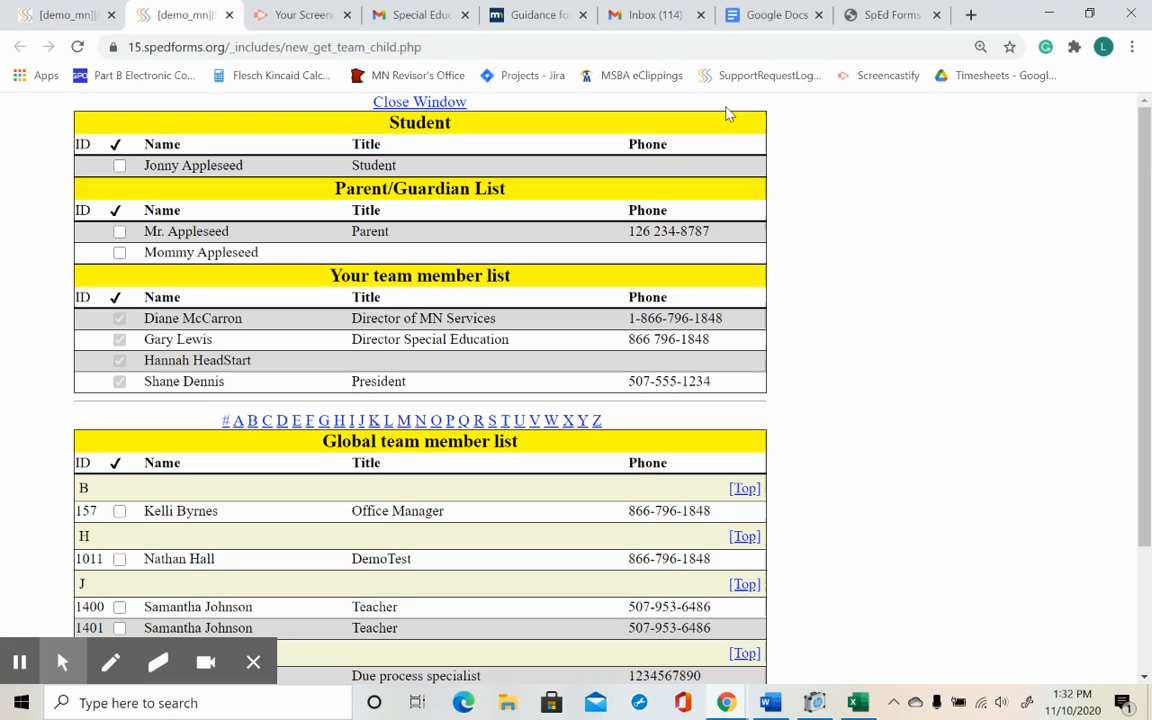 [demo_mn]|
[demo_mn]|S
Your Screen
Special Educ
Guidance fo
Inbox (114)
Google Docs
SpEd Forms
15.spedforms.org/_includes/new_get_team_child.php
L
Apps
GPO Part B Electronic Co...
Flesch Kincaid Calc...
MN Revisor's Office
Projects - Jira
MSBA eClippings
SupportRequestLog...
Screencastify
Timesheets - Googl...
Close Window
Student
ID ✓ Name Title Phone
Jonny Appleseed Student
Parent/Guardian List
ID ✓ Name Title Phone
Mr. Appleseed Parent 126 234-8787
Mommy Appleseed
Your team member list
ID ✓ Name Title Phone
Diane McCarron Director of MN Services 1-866-796-1848
Gary Lewis Director Special Education 866 796-1848
Hannah HeadStart
Shane Dennis President 507-555-1234
# A B C D E F G H I J K L M N O P Q R S T U V W X Y Z
Global team member list
ID ✓ Name Title Phone
B [Top]
157 Kelli Byrnes Office Manager 866-796-1848
H [Top]
1011 Nathan Hall DemoTest 866-796-1848
J [Top]
1400 Samantha Johnson Teacher 507-953-6486
1401 Samantha Johnson Teacher 507-953-6486
[Top]
Due process specialist 1234567890
Type here to search
1:32 PM
11/10/2020
1